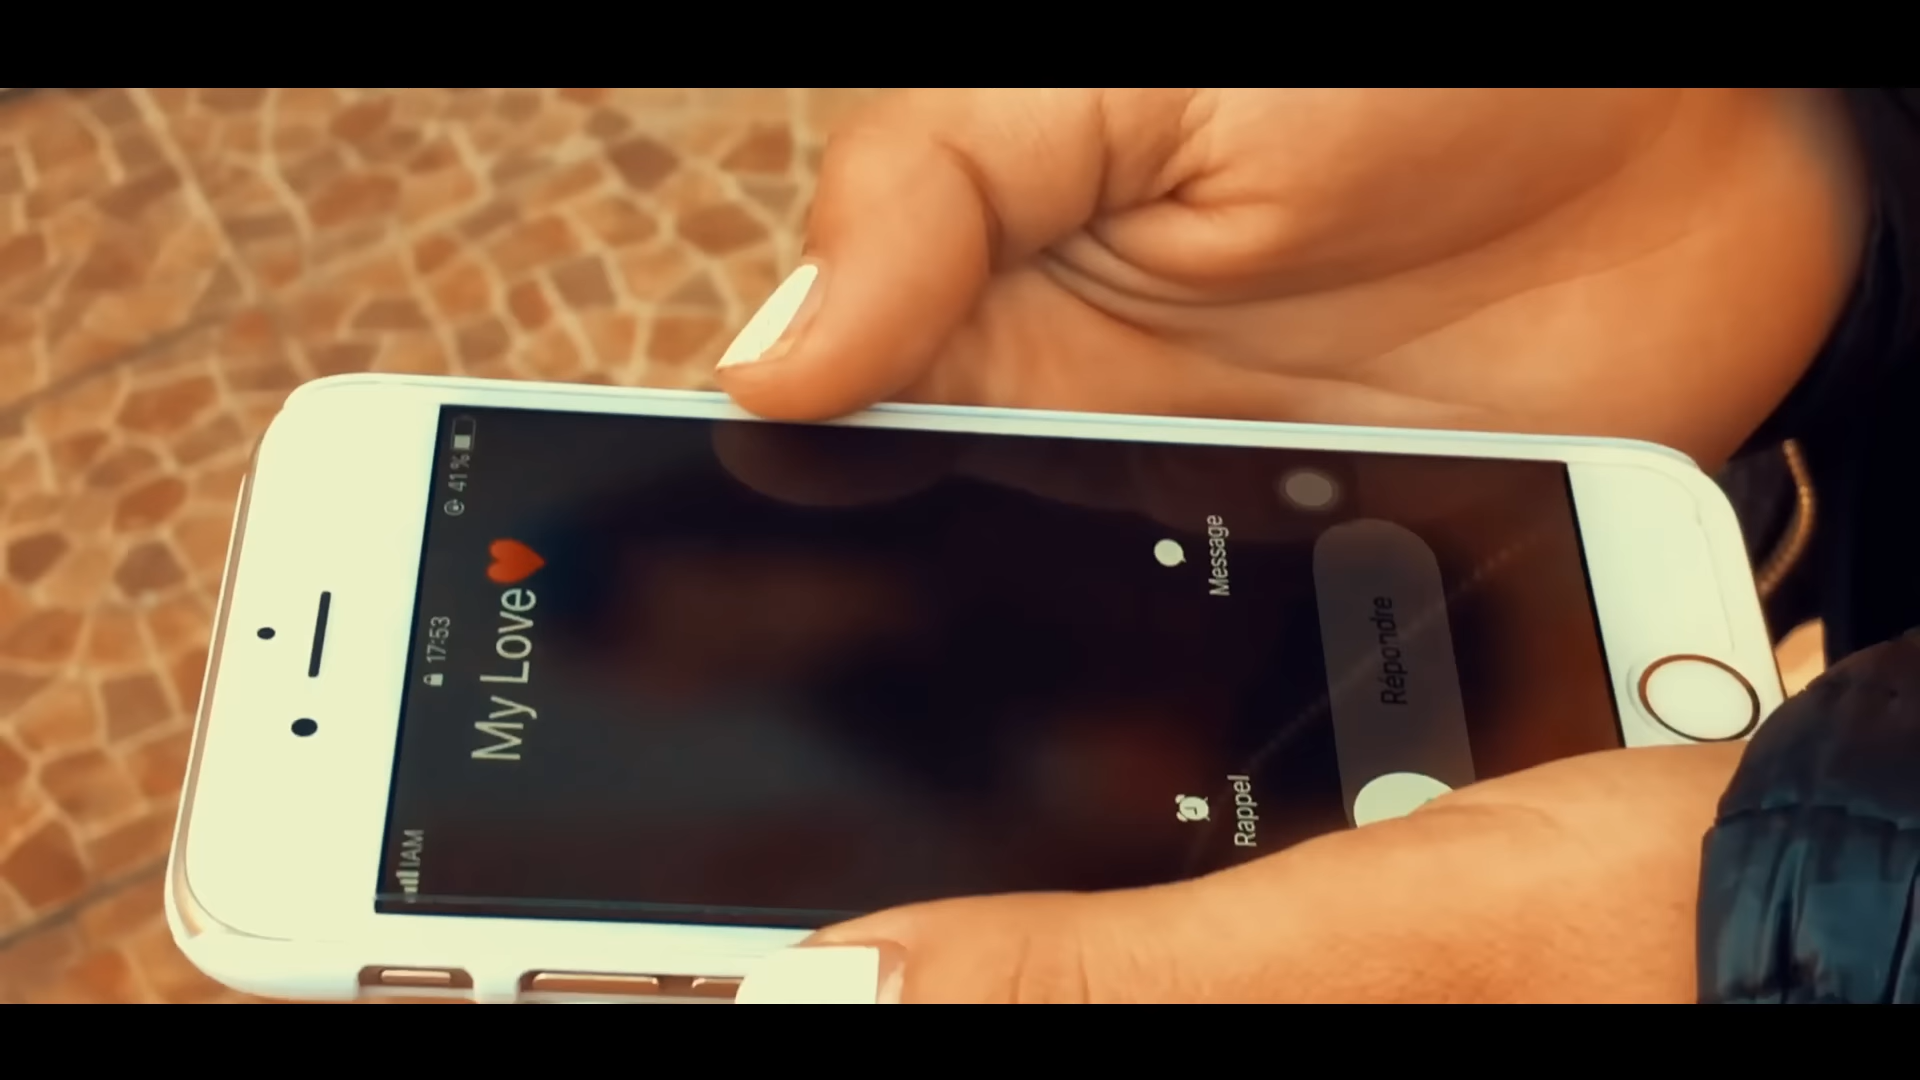 IAM 17:53 41 %
My Love❤️
Rappel Message
Répondre